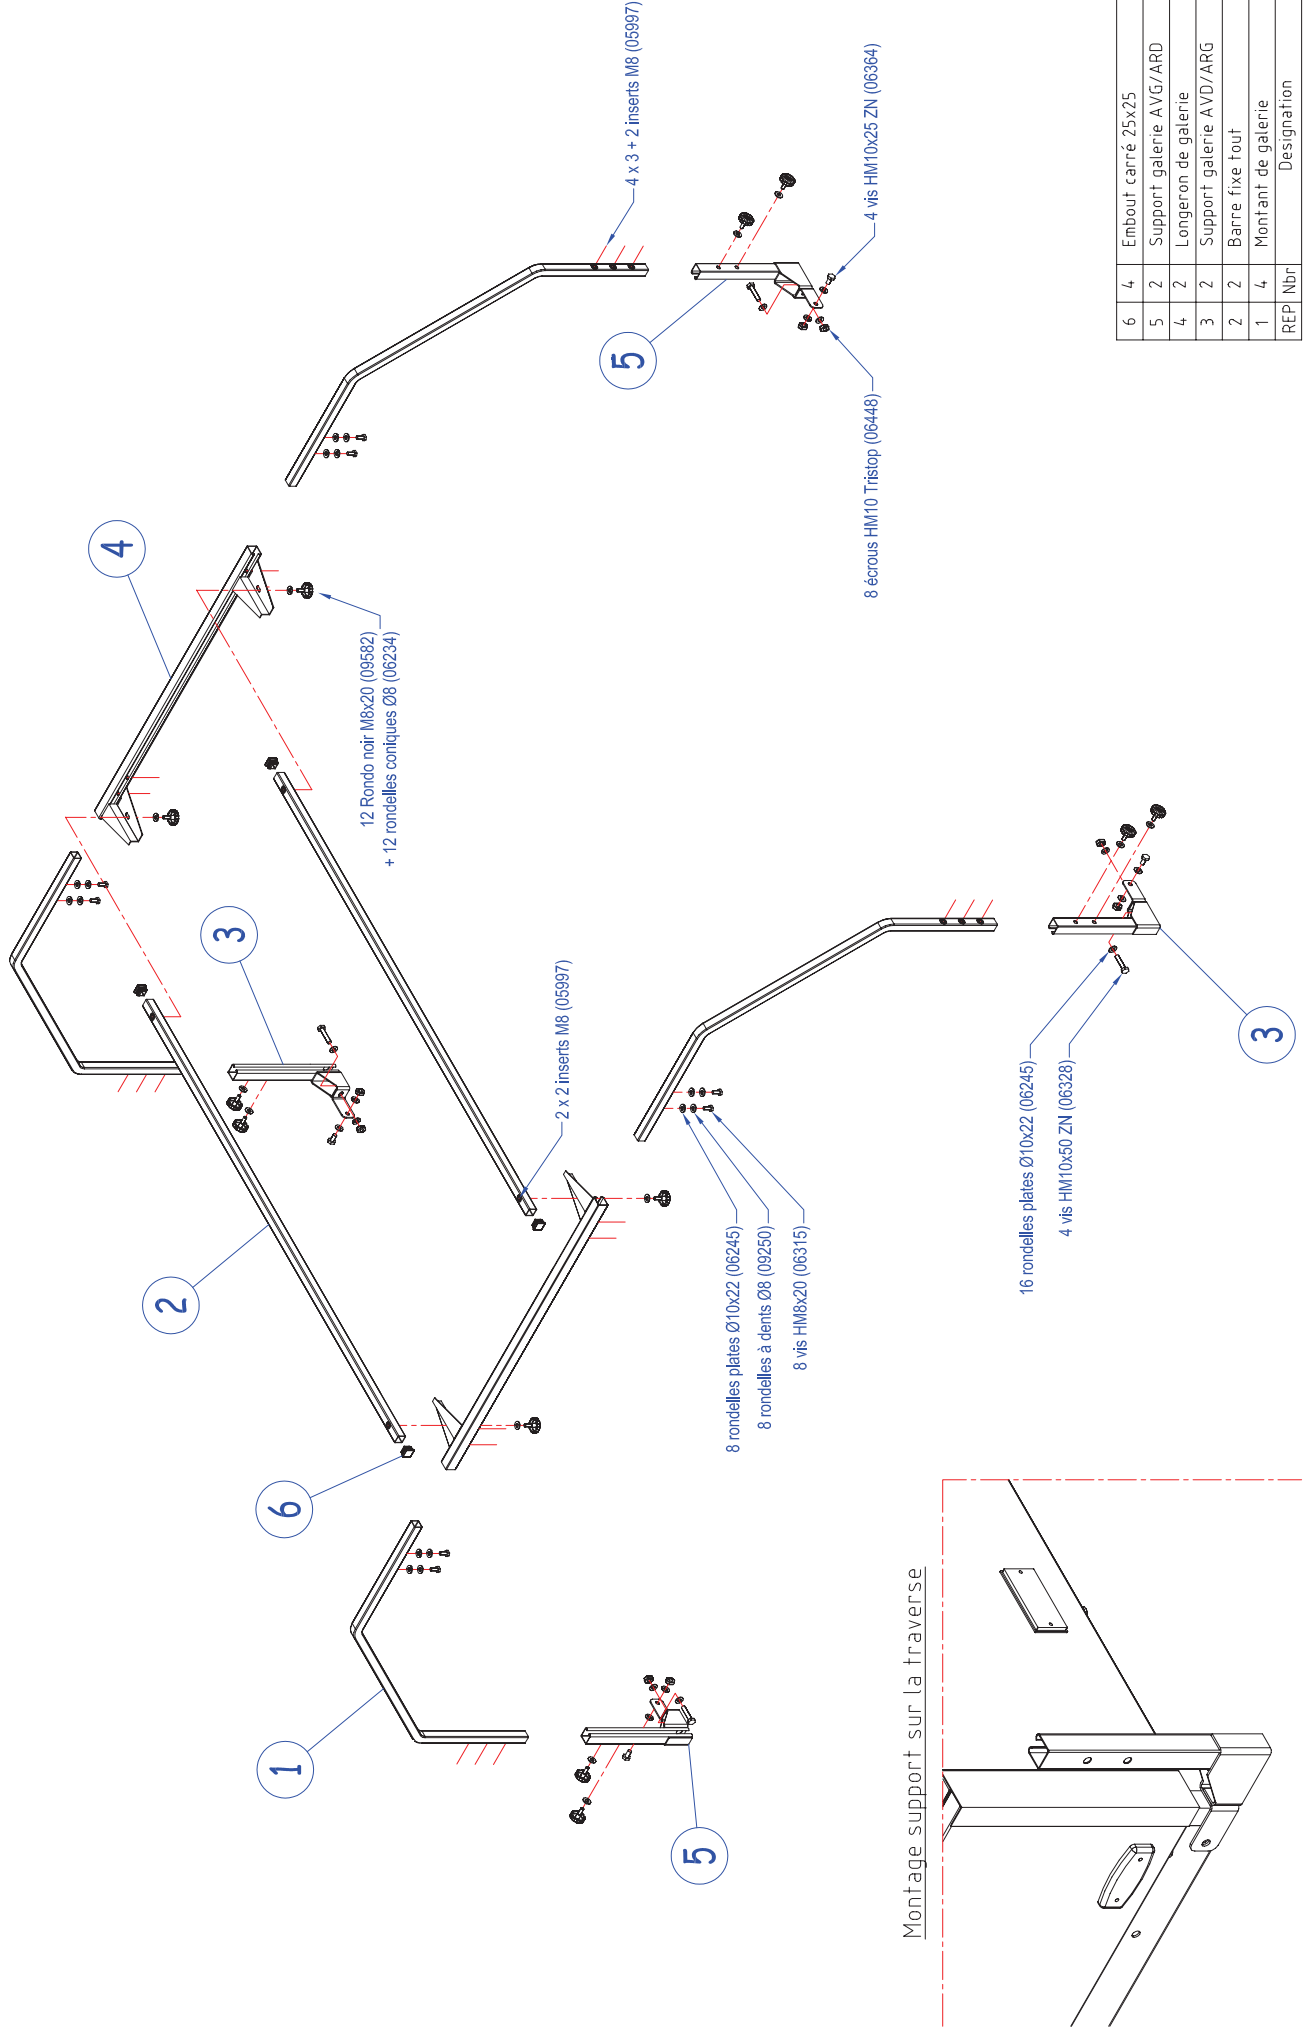 4 x 3 + 2 inserts M8 (05997)
4 vis HM10x25 ZN (06364)
5
8 écrous HM10 Tristop (06448)
4
12 Rondo noir M8x20 (09582)
+ 12 rondelles coniques Ø8 (06234)
3
2 x 2 inserts M8 (05997)
2
6
8 rondelles plates Ø10x22 (06245)
8 rondelles à dents Ø8 (09250)
8 vis HM8x20 (06315)
16 rondelles plates Ø10x22 (06245)
4 vis HM10x50 ZN (06328)
3
1
5
Montage support sur la traverse
6 4 Embout carré 25x25
5 2 Support galerie AVG/ARD
4 2 Longeron de galerie
3 2 Support galerie AVD/ARG
2 2 Barre fixe tout
1 4 Montant de galerie
REP Nbr Designation